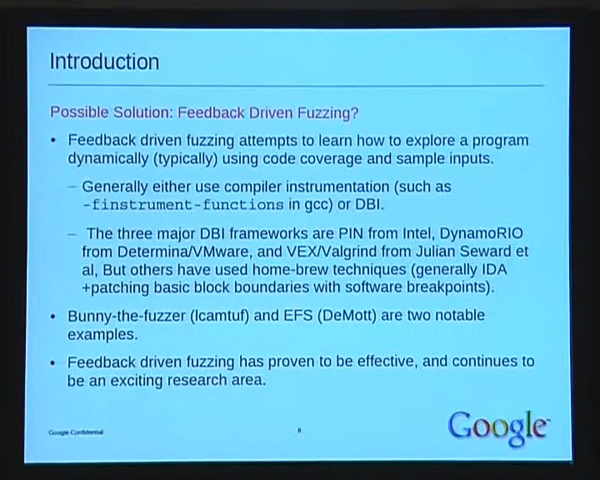 Introduction
Possible Solution: Feedback Driven Fuzzing?
• Feedback driven fuzzing attempts to learn how to explore a program
dynamically (typically) using code coverage and sample inputs.
– Generally either use compiler instrumentation (such as
-finstrument-functions in gcc) or DBI.
– The three major DBI frameworks are PIN from Intel, DynamoRIO
from Determina/VMware, and VEX/Valgrind from Julian Seward et
al, But others have used home-brew techniques (generally IDA
+patching basic block boundaries with software breakpoints).
• Bunny-the-fuzzer (lcamtuf) and EFS (DeMott) are two notable
examples.
• Feedback driven fuzzing has proven to be effective, and continues to
be an exciting research area.
Google Confidential
8
Google